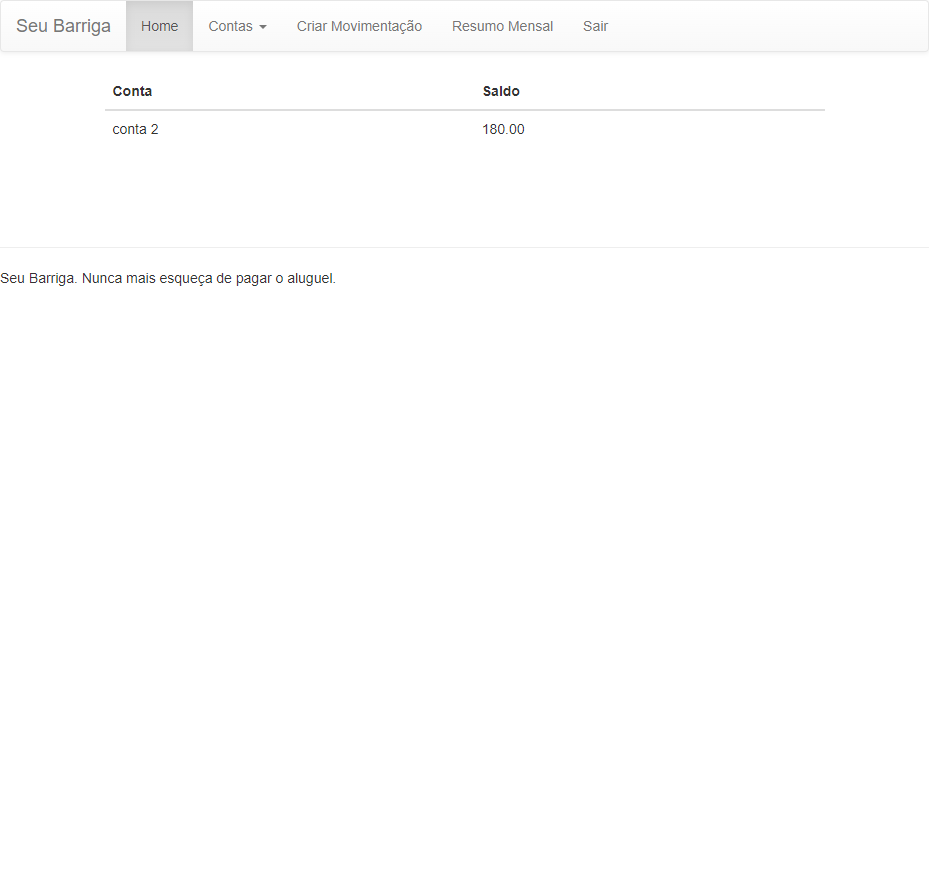 Seu Barriga Home Contas Criar Movimentação Resumo Mensal Sair
Conta Saldo
conta 2 180.00
Seu Barriga. Nunca mais esqueça de pagar o aluguel.